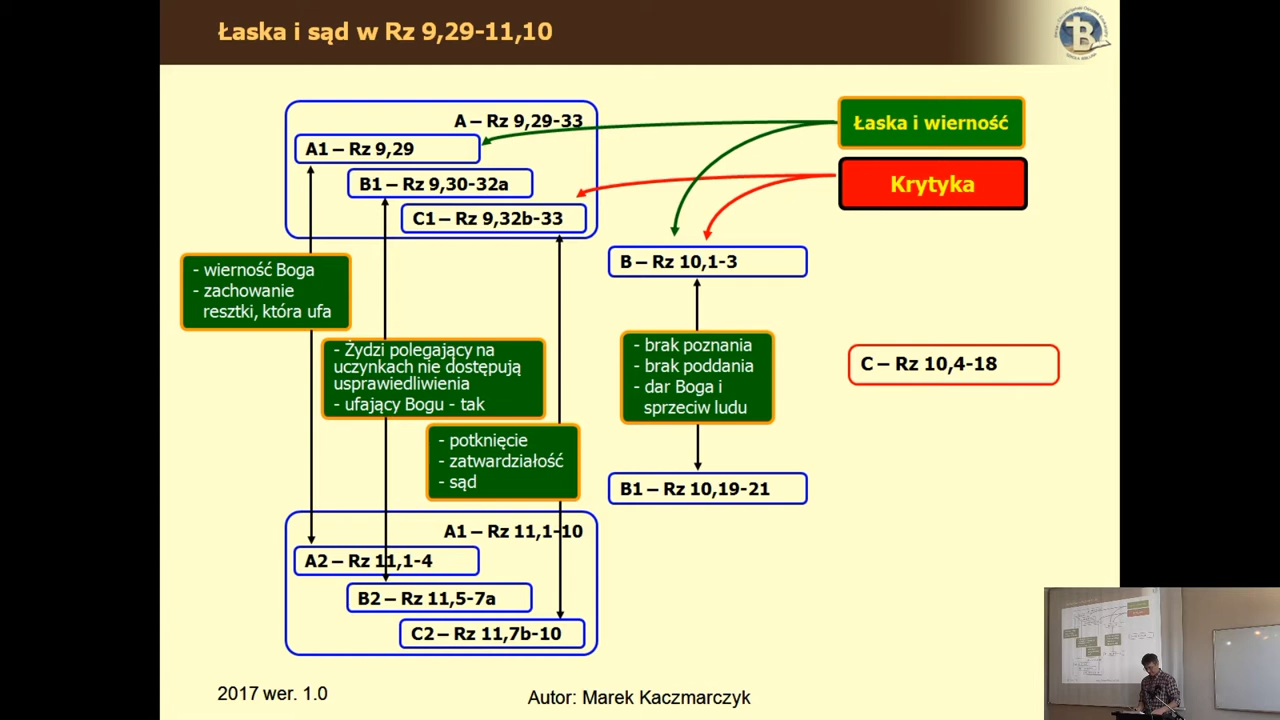 Łaska i sąd w Rz 9,29-11,10
A – Rz 9,29-33
A1 – Rz 9,29
B1 – Rz 9,30-32a
C1 – Rz 9,32b-33
Łaska i wierność
Krytyka
B – Rz 10,1-3
- wierność Boga
- zachowanie
resztki, która ufa
- Żydzi polegający na
uczynkach nie dostępują
usprawiedliwienia
- ufający Bogu - tak
- brak poznania
- brak poddania
- dar Boga i
sprzeciw ludu
C – Rz 10,4-18
- potknięcie
- zatwardziałość
- sąd
B1 – Rz 10,19-21
A1 – Rz 11,1-10
A2 – Rz 11,1-4
B2 – Rz 11,5-7a
C2 – Rz 11,7b-10
2017 wer. 1.0
Autor: Marek Kaczmarczyk